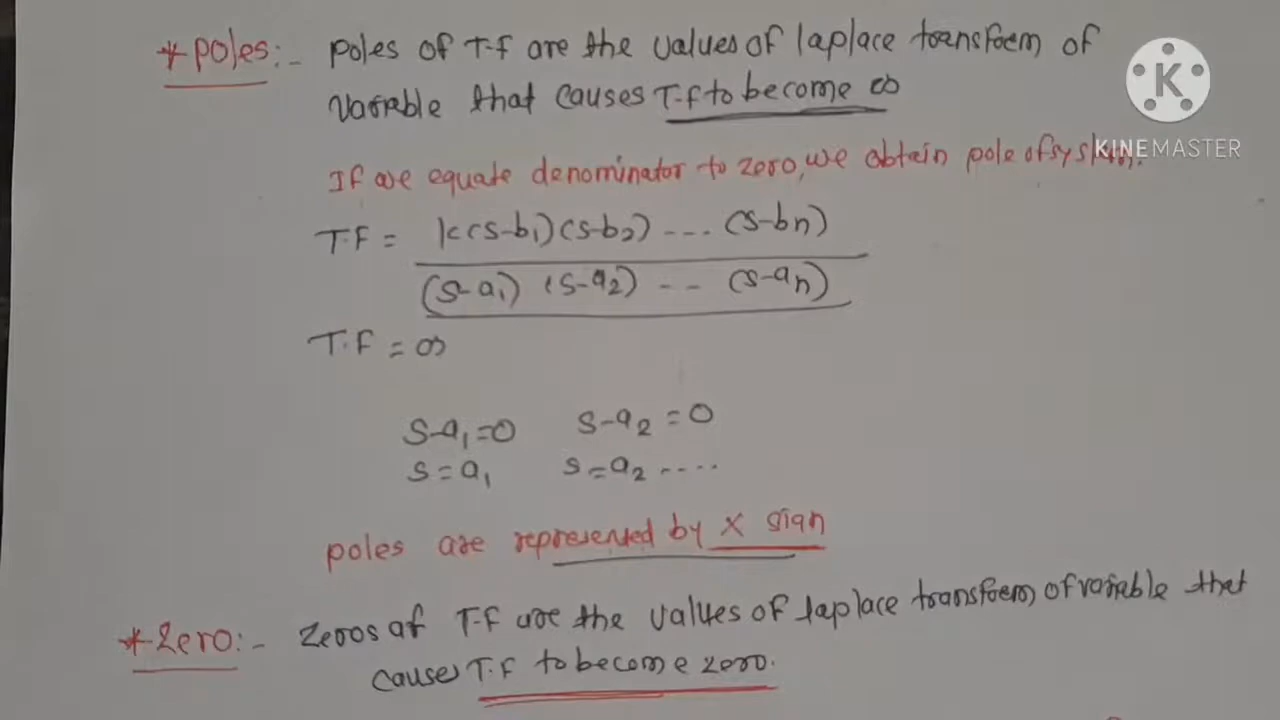 * Poles:- Poles of T.F are the values of laplace transform of
variable that causes T.F to become ∞
If we equate denominator to zero, we obtain pole of system.
T.F = K(s-b₁)(s-b₂) ---- (s-bn)
(s-a₁) (s-a₂) -- -- (s-an)
T.F = ∞
s-a₁=0 s-a₂=0
s=a₁ s=a₂ ----
poles are represented by X sign
* Zero:- Zeros of T.F are the values of laplace transform of variable that
causes T.F to become zero.
K
KINEMASTER